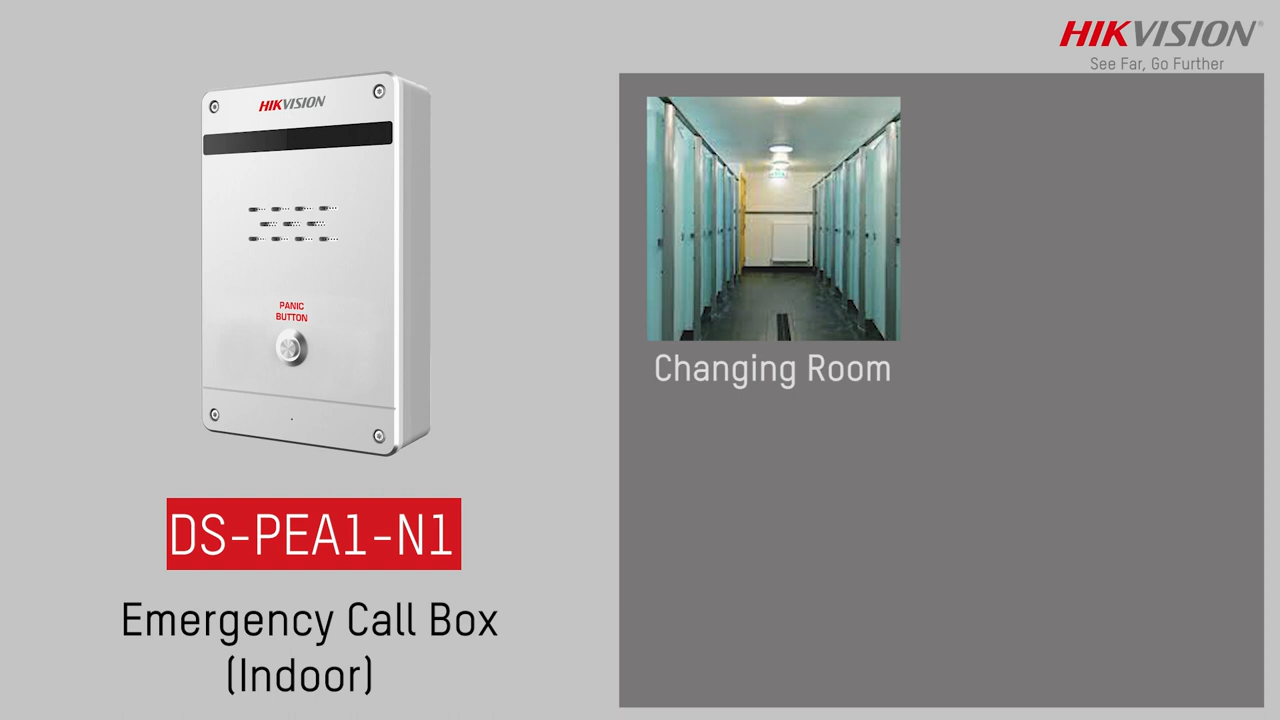 HIKVISION®
See Far, Go Further
HIKVISION
PANIC
BUTTON
DS-PEA1-N1
Emergency Call Box
(Indoor)
Changing Room